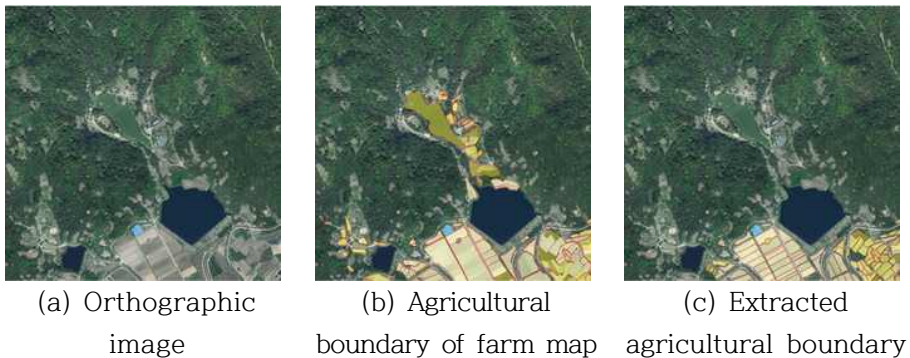 (a) Orthographic
image
(b) Agricultural
boundary of farm map
(c) Extracted
agricultural boundary